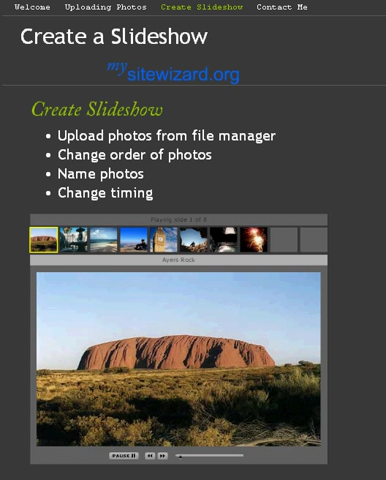 Welcome Uploading Photos Create Slideshow Contact Me
Create a Slideshow
mysitewizard.org
Create Slideshow
Upload photos from file manager
Change order of photos
Name photos
Change timing
Playing slide 1 of 8
Ayers Rock
PAUSE